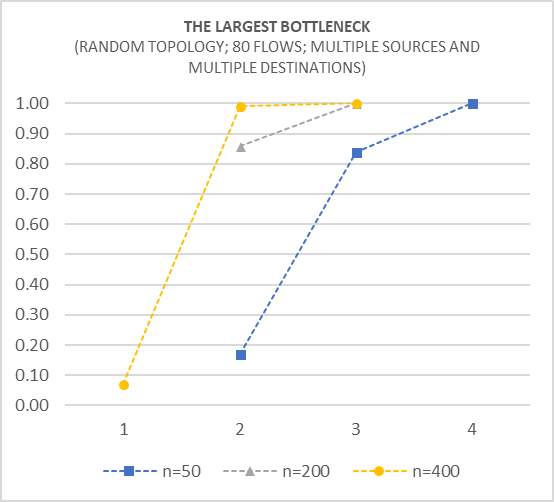 THE LARGEST BOTTLENECK
(RANDOM TOPOLOGY; 80 FLOWS; MULTIPLE SOURCES AND
MULTIPLE DESTINATIONS)
1.00
0.90
0.80
0.70
0.60
0.50
0.40
0.30
0.20
0.10
0.00
1 2 3 4
n=50 n=200 n=400